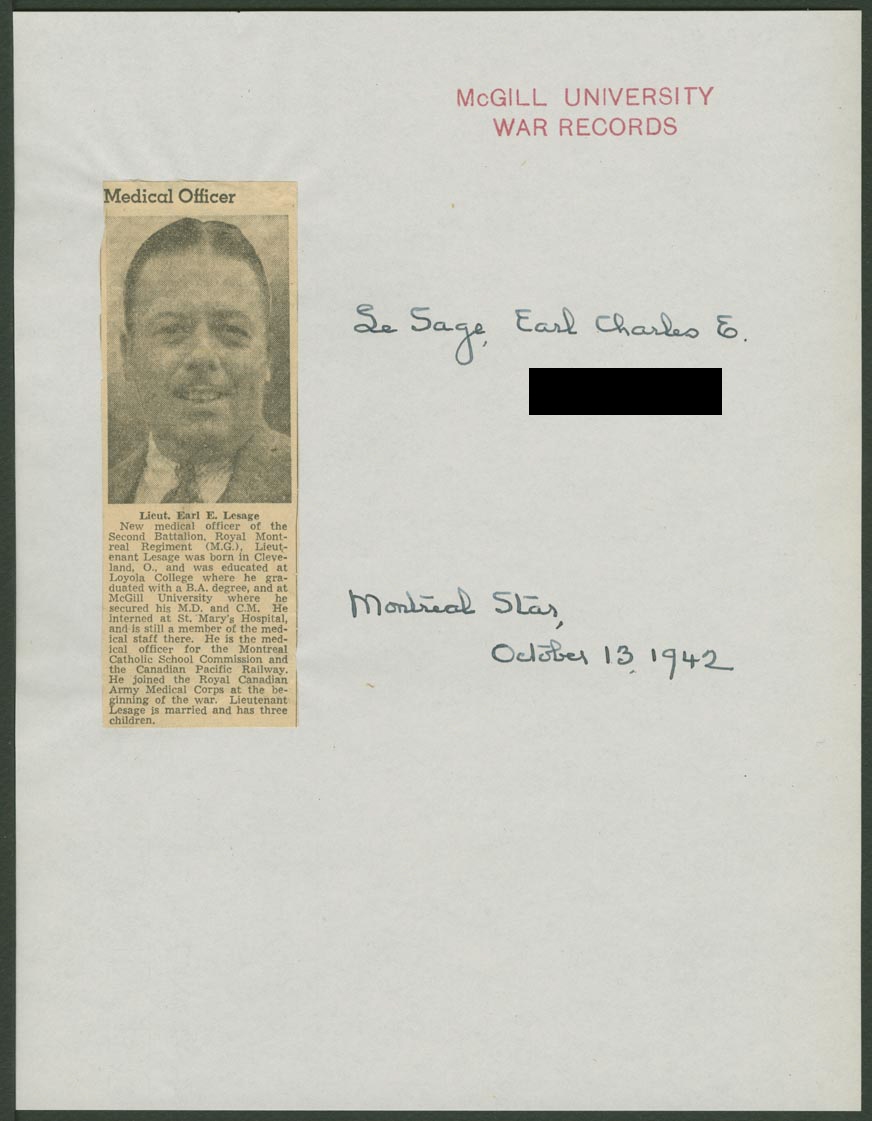 McGILL UNIVERSITY
WAR RECORDS
Medical Officer
Le Sage, Earl Charles E.
Lieut. Earl E. Lesage
New medical officer of the
Second Battalion, Royal Mont-
real Regiment (M.G.), Lieut-
enant Lesage was born in Cleve-
land, O., and was educated at
Loyola College where he gra-
duated with a B.A. degree, and at
McGill University where he
secured his M.D. and C.M. He
interned at St. Mary's Hospital,
and is still a member of the med-
ical staff there. He is the med-
ical officer for the Montreal
Catholic School Commission and
the Canadian Pacific Railway.
He joined the Royal Canadian
Army Medical Corps at the be-
ginning of the war. Lieutenant
Lesage is married and has three
children.
Montreal Star,
October 13, 1942